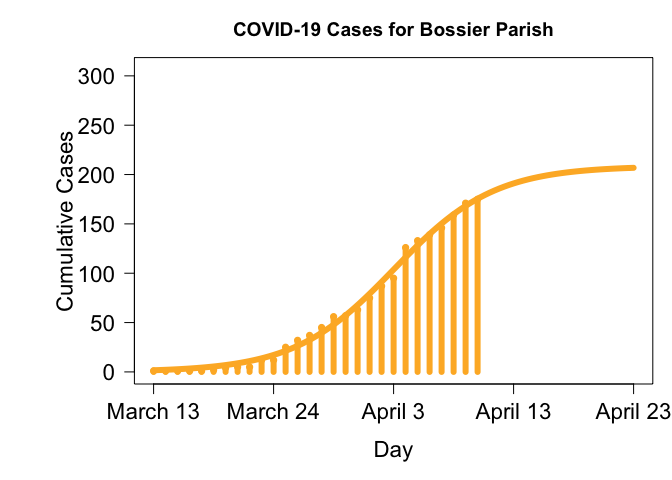 COVID-19 Cases for Bossier Parish
Cumulative Cases
300
250
200
150
100
50
0
March 13 March 24 April 3 April 13 April 23
Day